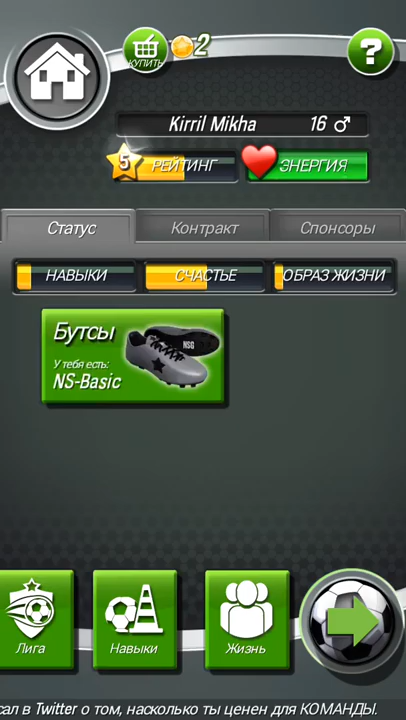 КУПИТЬ
2
?
Kirril Mikha 16 ♂
5 РЕЙТИНГ
ЭНЕРГИЯ
Статус Контракт Спонсоры
НАВЫКИ СЧАСТЬЕ ОБРАЗ ЖИЗНИ
Бутсы
NSG
У тебя есть:
NS-Basic
Лига Навыки Жизнь
сал в Twitter о том, насколько ты ценен для КОМАНДЫ.